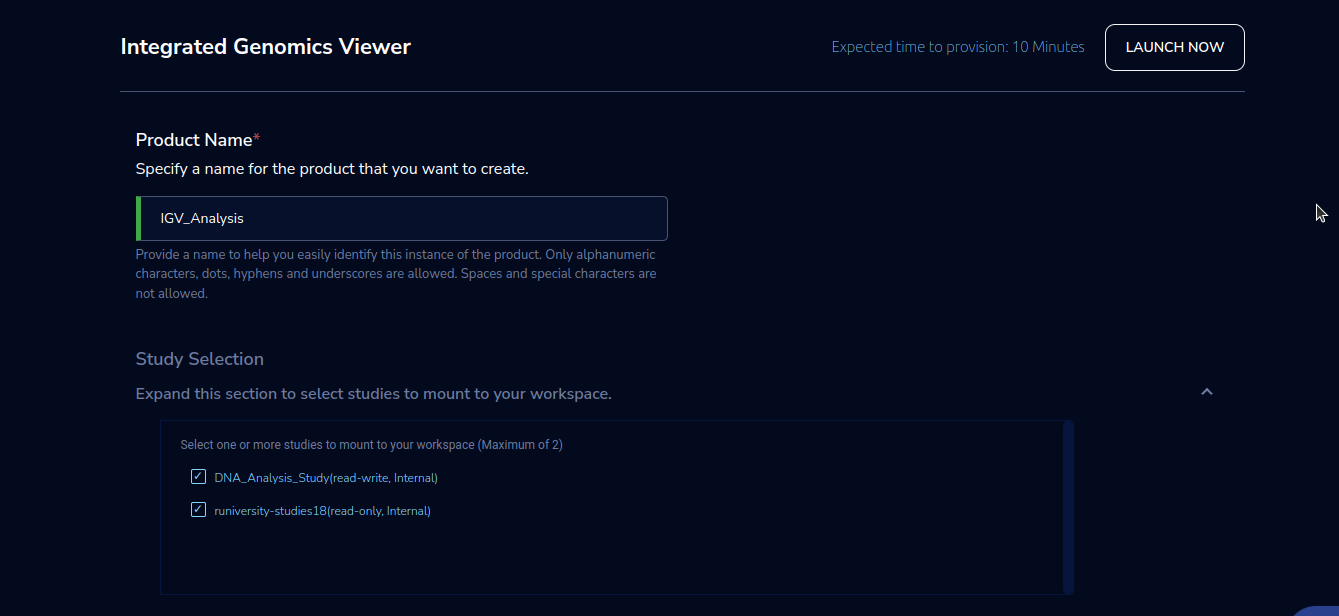 Integrated Genomics Viewer
Expected time to provision: 10 Minutes
LAUNCH NOW
Product Name*
Specify a name for the product that you want to create.
IGV_Analysis
Provide a name to help you easily identify this instance of the product. Only alphanumeric
characters, dots, hyphens and underscores are allowed. Spaces and special characters are
not allowed.
Study Selection
Expand this section to select studies to mount to your workspace.
Select one or more studies to mount to your workspace (Maximum of 2)
DNA_Analysis_Study(read-write, Internal)
runiversity-studies18(read-only, Internal)